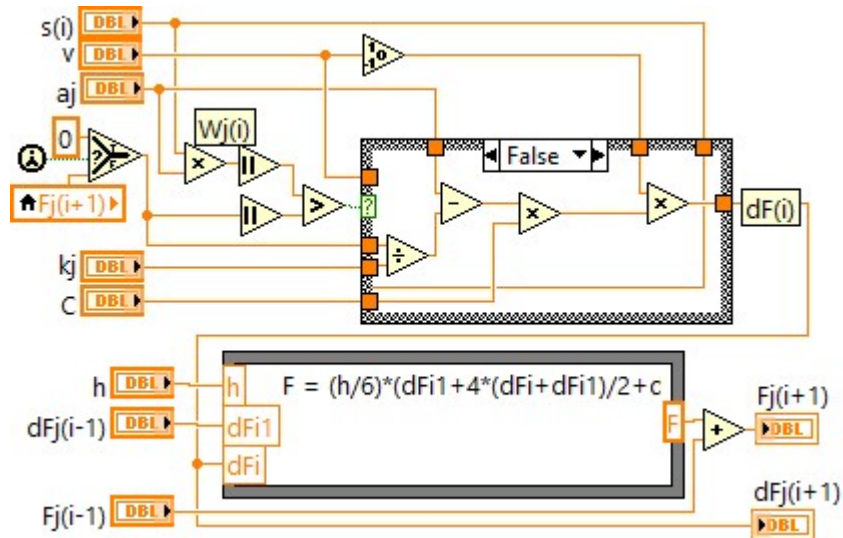 s(i) DBL
v DBL
aj DBL
1
0
-1
0
? T F
Wj(i)
Fj(i+1)
×
>
?
False
−
×
×
÷
dF(i)
kj DBL
C DBL
h DBL
h
F = (h/6)*(dFi1+4*(dFi+dFi1)/2+c
F
+
Fj(i+1)
DBL
dFj(i-1) DBL
dFi1
dFi
Fj(i-1) DBL
dFj(i+1)
DBL